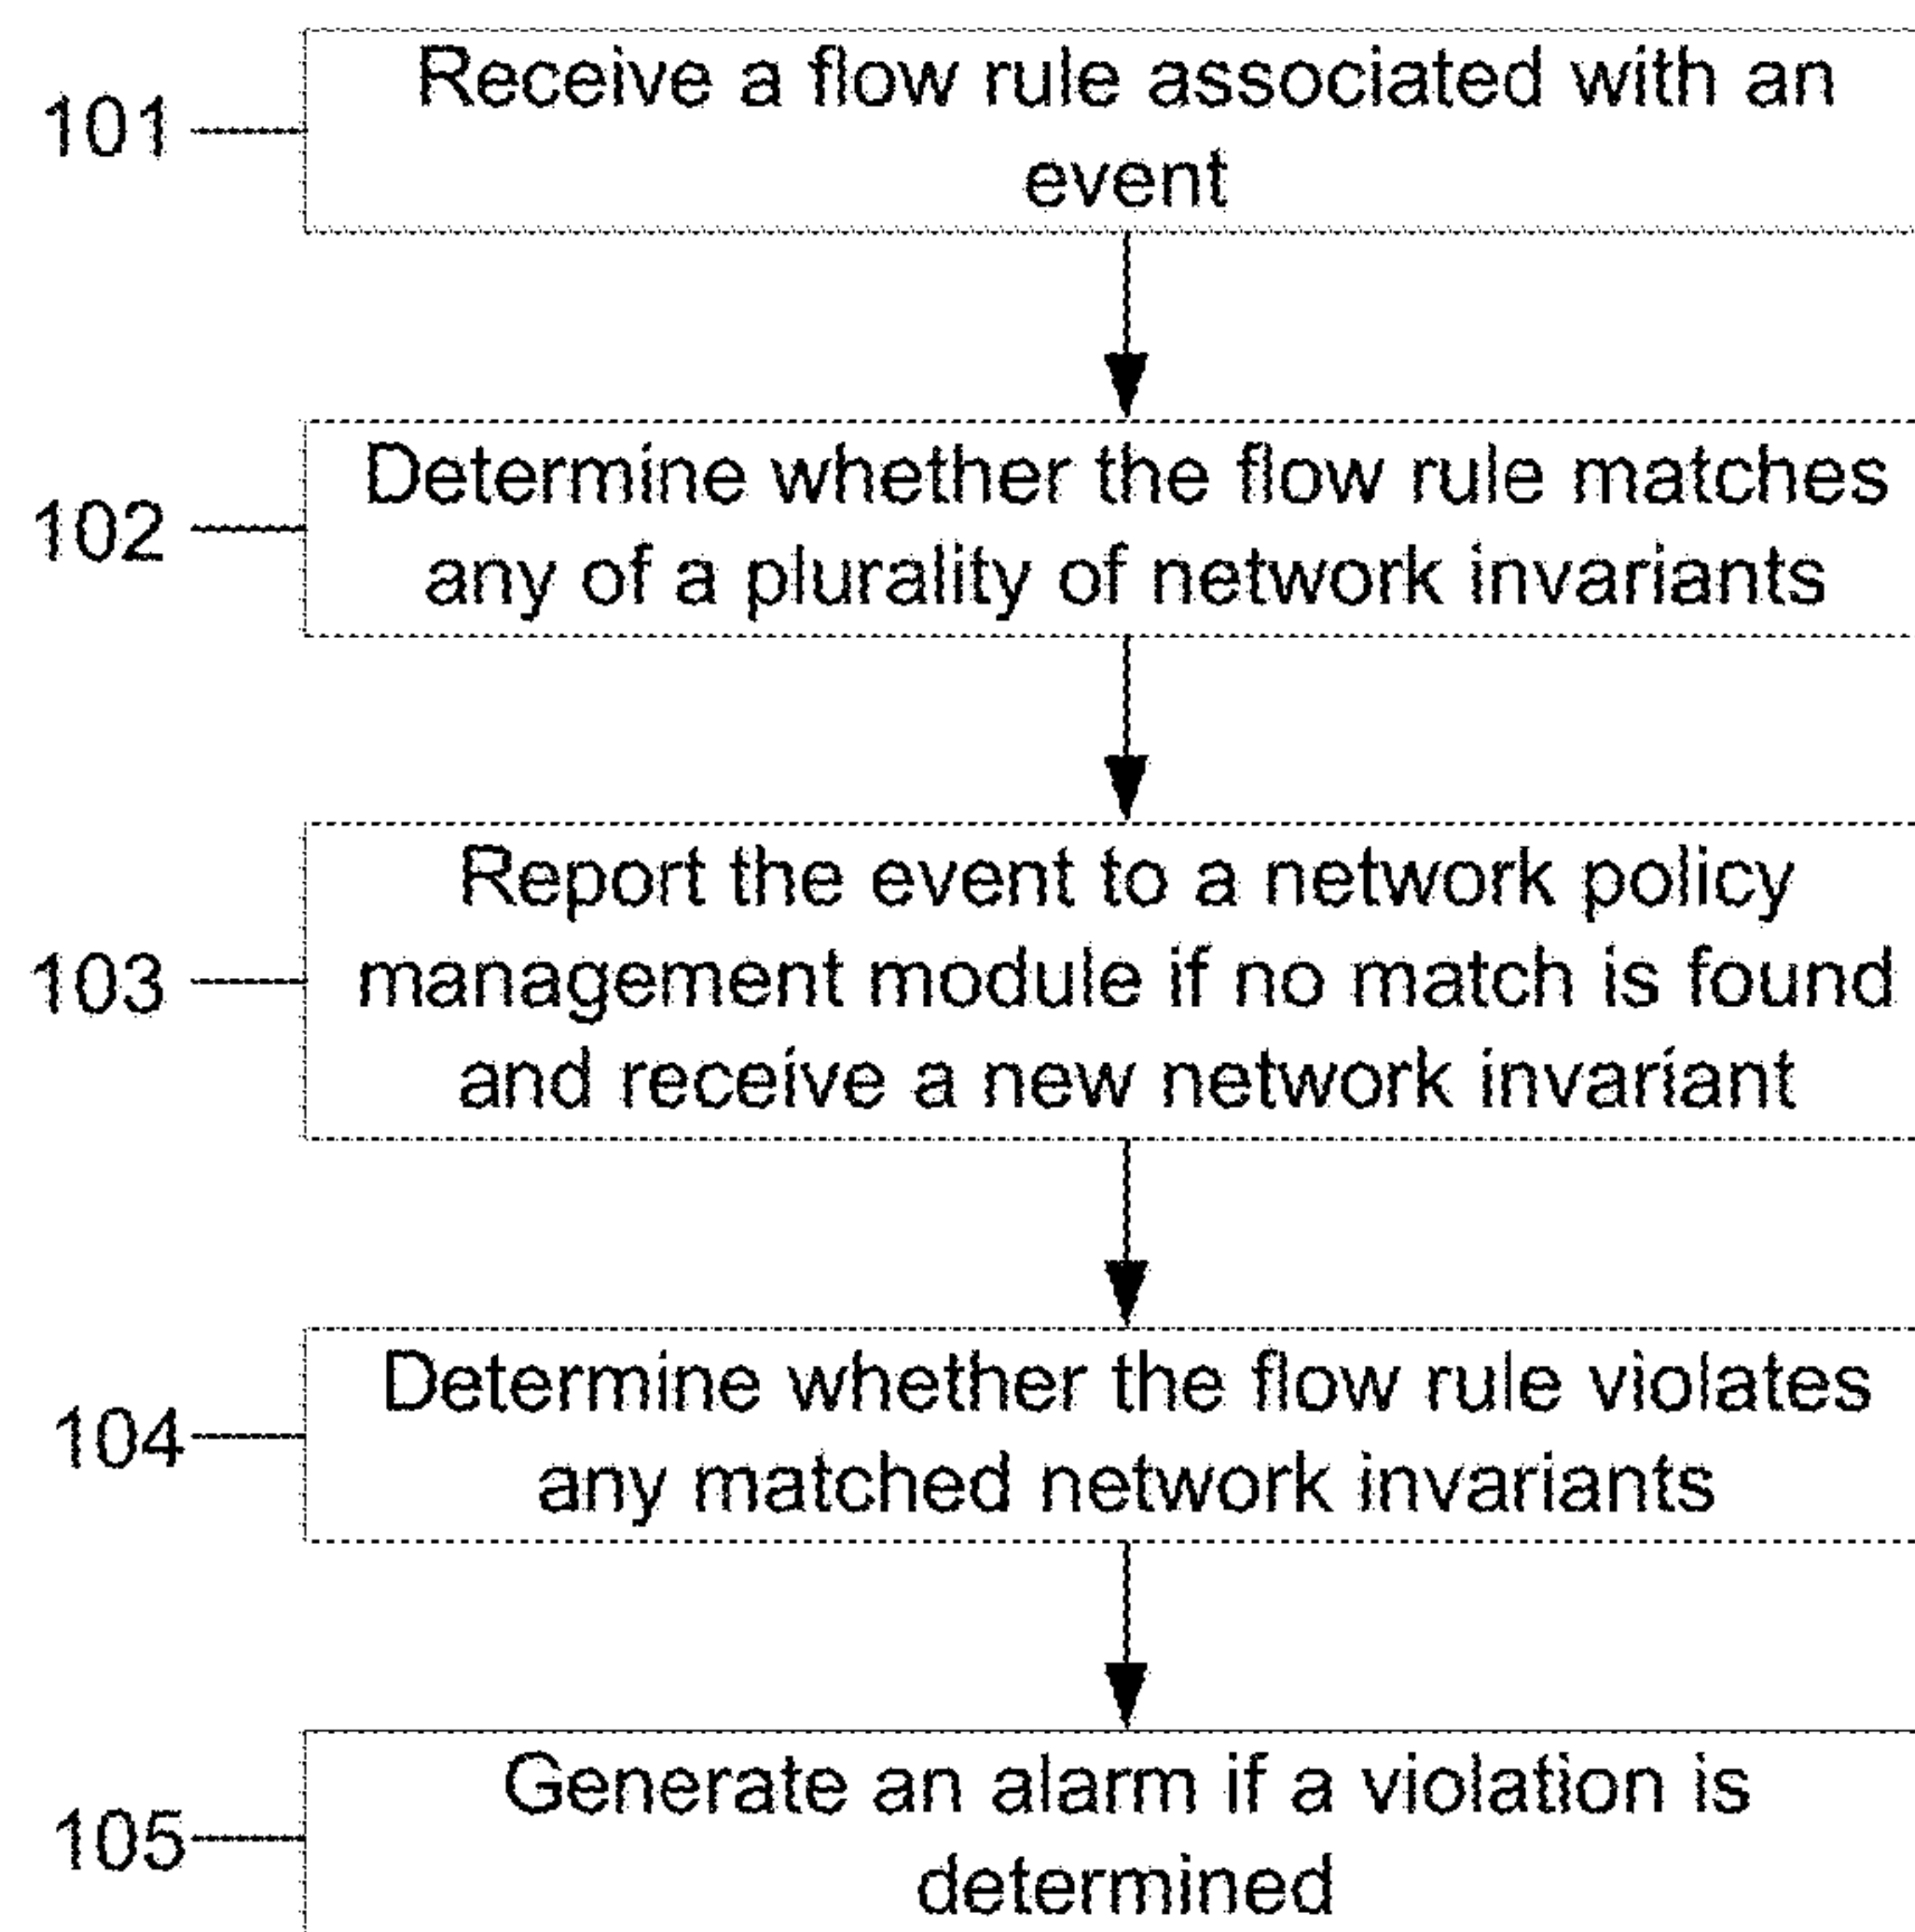 101
Receive a flow rule associated with an
event
102
Determine whether the flow rule matches
any of a plurality of network invariants
103
Report the event to a network policy
management module if no match is found
and receive a new network invariant
104
Determine whether the flow rule violates
any matched network invariants
105
Generate an alarm if a violation is
determined